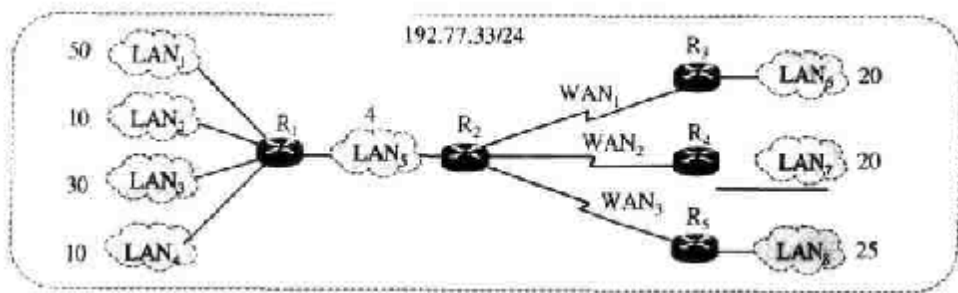 192.77.33/24
50 LAN₁
10 LAN₂
30 LAN₃
10 LAN₄
R₁
4
LAN₅
R₂
WAN₁
WAN₂
WAN₃
R₃
LAN₆ 20
R₄
LAN₇ 20
R₅
LAN₈ 25